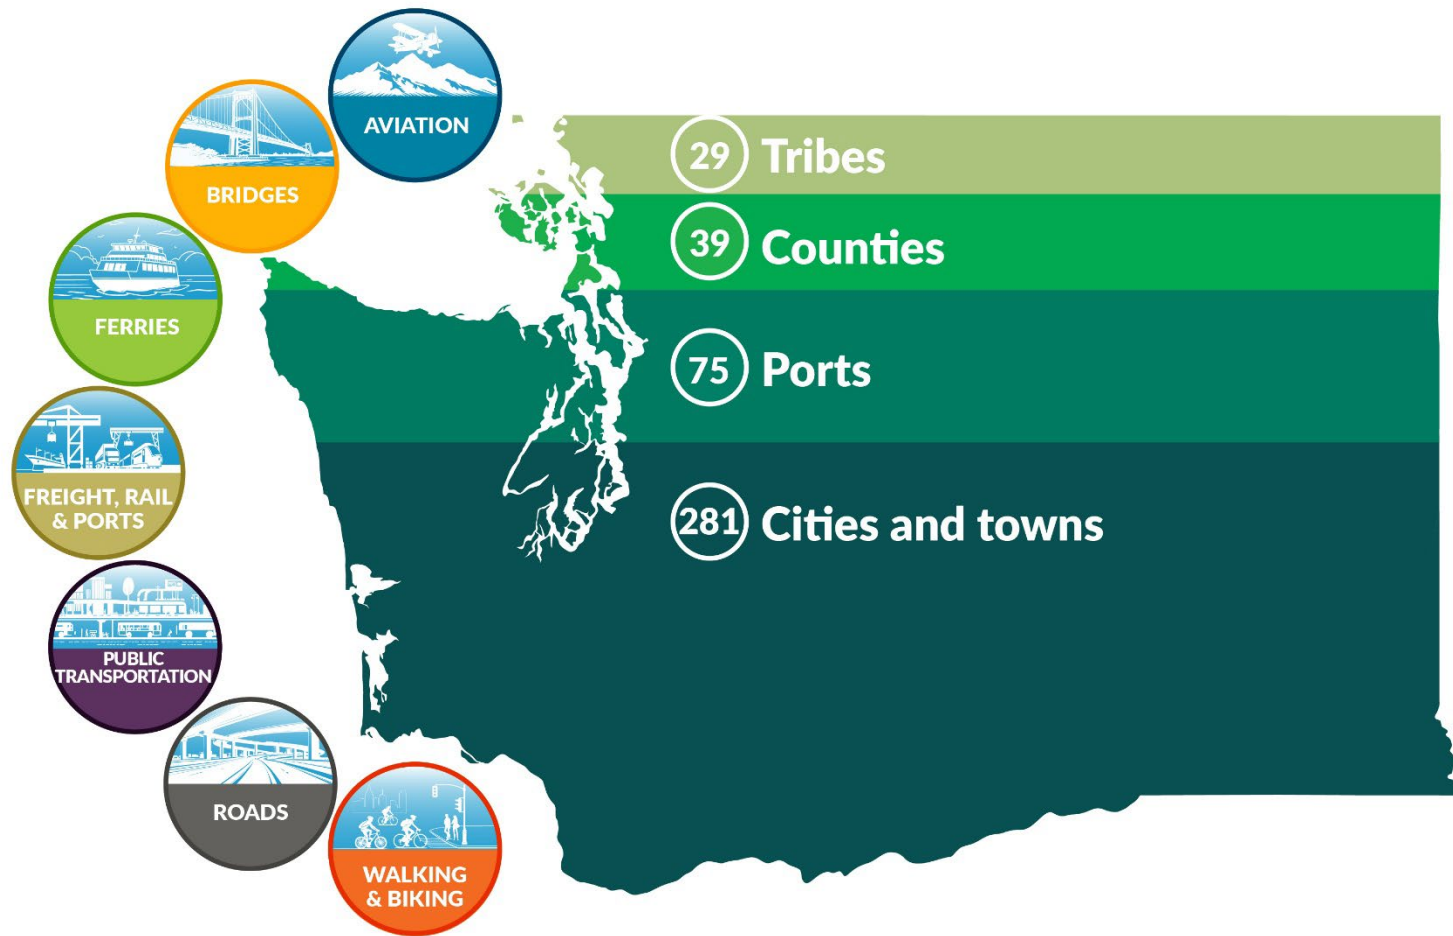 AVIATION
BRIDGES
FERRIES
FREIGHT, RAIL
& PORTS
PUBLIC
TRANSPORTATION
ROADS
WALKING
& BIKING
29 Tribes
39 Counties
75 Ports
281 Cities and towns